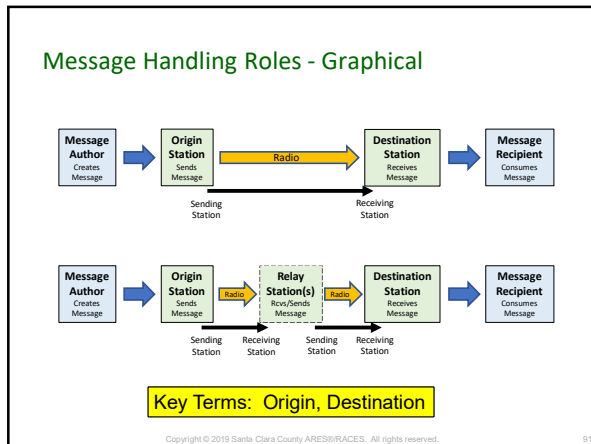 Message Handling Roles - Graphical
Message
Author
Creates
Message
Origin
Station
Sends
Message
Radio
Destination
Station
Receives
Message
Message
Recipient
Consumes
Message
Sending
Station
Receiving
Station
Message
Author
Creates
Message
Origin
Station
Sends
Message
Radio
Relay
Station(s)
Rcvs/Sends
Message
Radio
Destination
Station
Receives
Message
Message
Recipient
Consumes
Message
Sending
Station
Receiving
Station
Sending
Station
Receiving
Station
Key Terms: Origin, Destination
Copyright © 2019 Santa Clara County ARES®/RACES. All rights reserved.
91